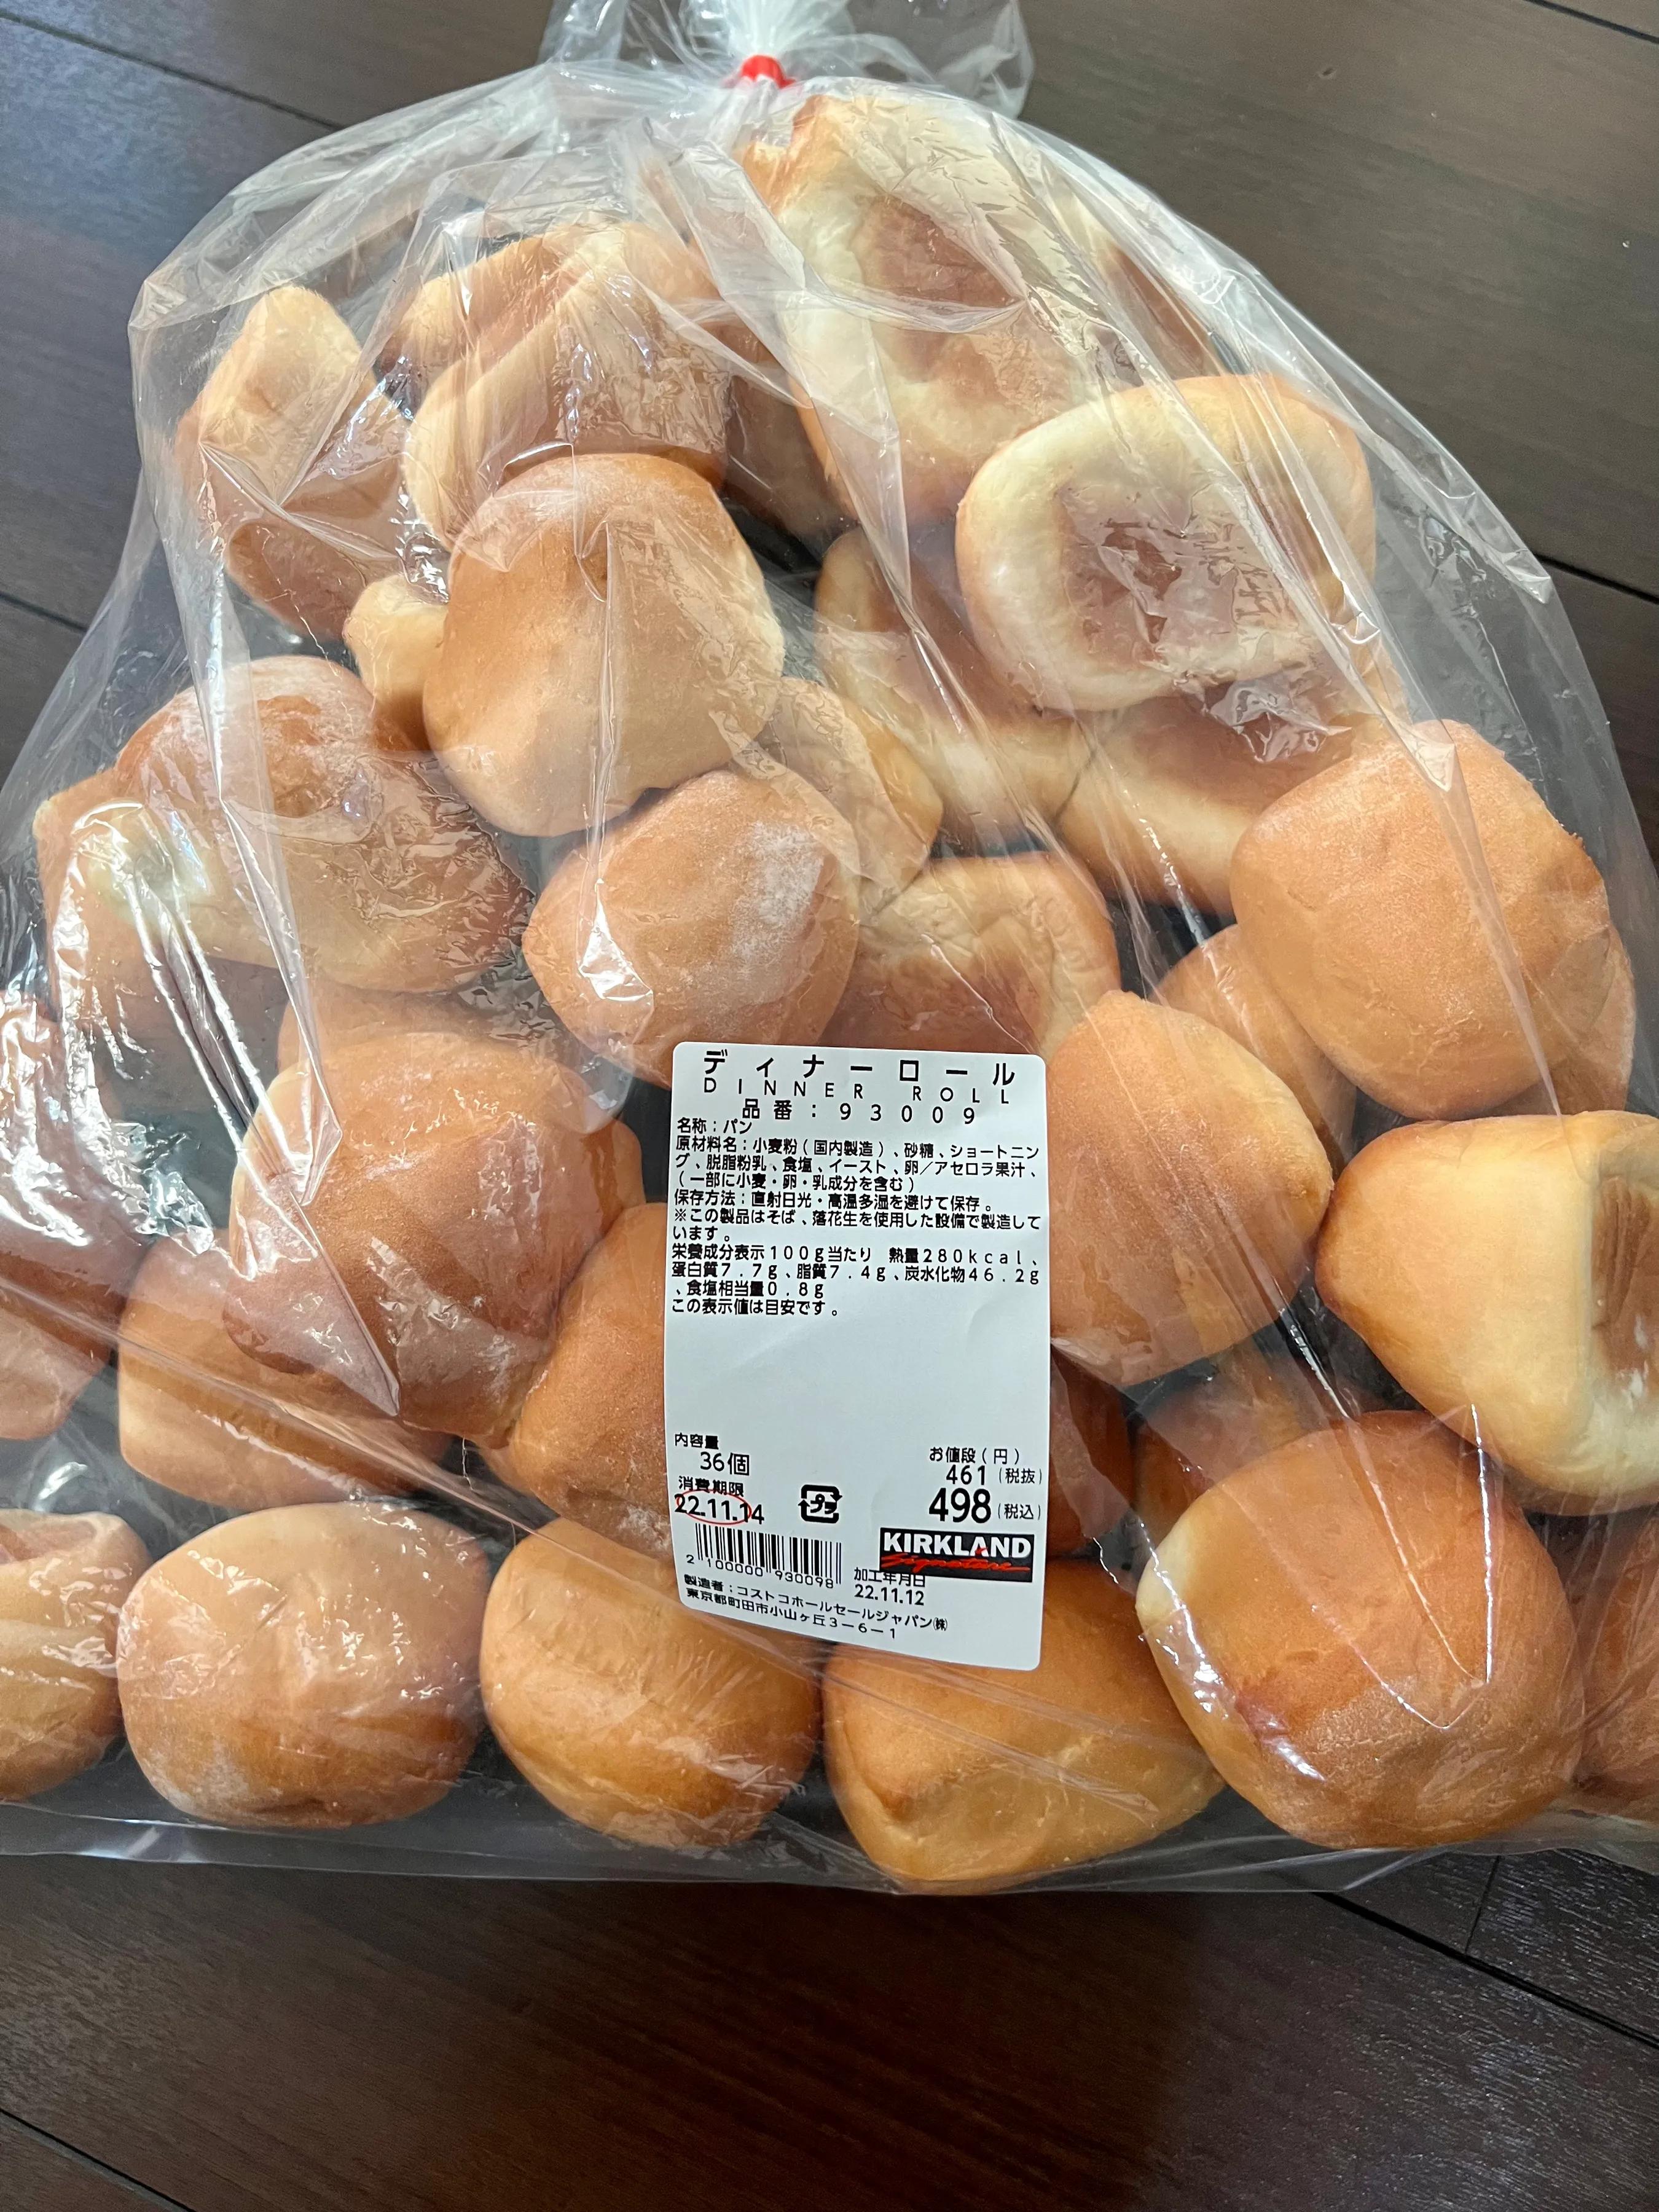 ディナーロール
DINNER ROLL
品番:93009
名称:パン
原材料名:小麦粉(国内製造)、砂糖、ショートニン
グ、脱脂粉乳、食塩、イースト、卵/アセロラ果汁、
(一部に小麦・卵・乳成分を含む)
保存方法:直射日光・高温多湿を避けて保存。
※この製品はそば、落花生を使用した設備で製造して
います。
栄養成分表示100g当たり 熱量280kcal、
蛋白質7.7g、脂質7.4g、炭水化物46.2g
、食塩相当量0.8g
この表示値は目安です。
内容量
36個
お値段(円)
461(税抜)
消費期限
22.11.14
プラ
498(税込)
KIRKLAND
Signature
2 100000 930098
加工年月日
22.11.12
製造者:コストコホールセールジャパン㈱
東京都町田市小山ヶ丘3-6-1